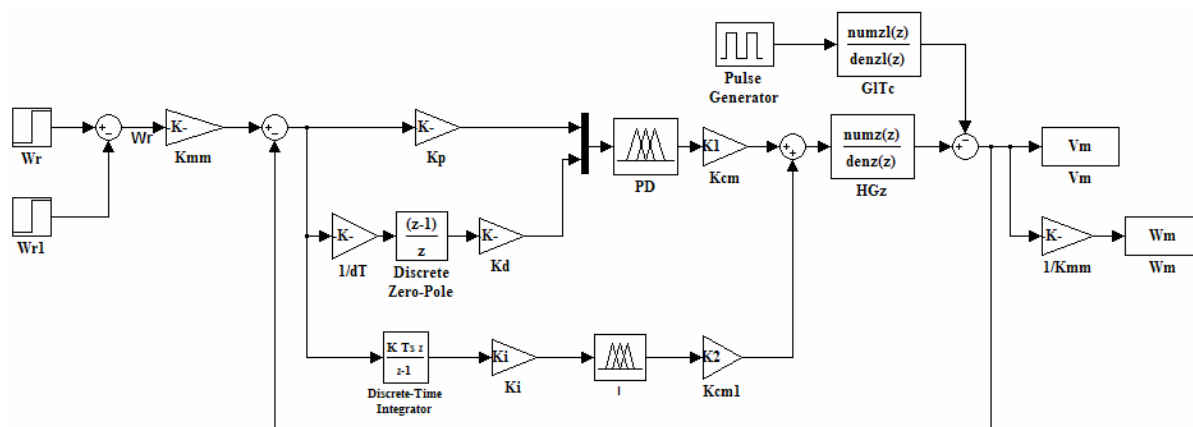 Wr
Wr1
Wr
-K-
Kmm
K-
Kp
-K-
1/dT
(z-1)
z
Discrete
Zero-Pole
K-
Kd
K Ts z
z-1
Discrete-Time
Integrator
Ki
Ki
PD
I
K1
Kcm
K2
Kcm1
Pulse
Generator
numzl(z)
denzl(z)
GlTc
numz(z)
denz(z)
HGz
Vm
Vm
-K-
1/Kmm
Wm
Wm